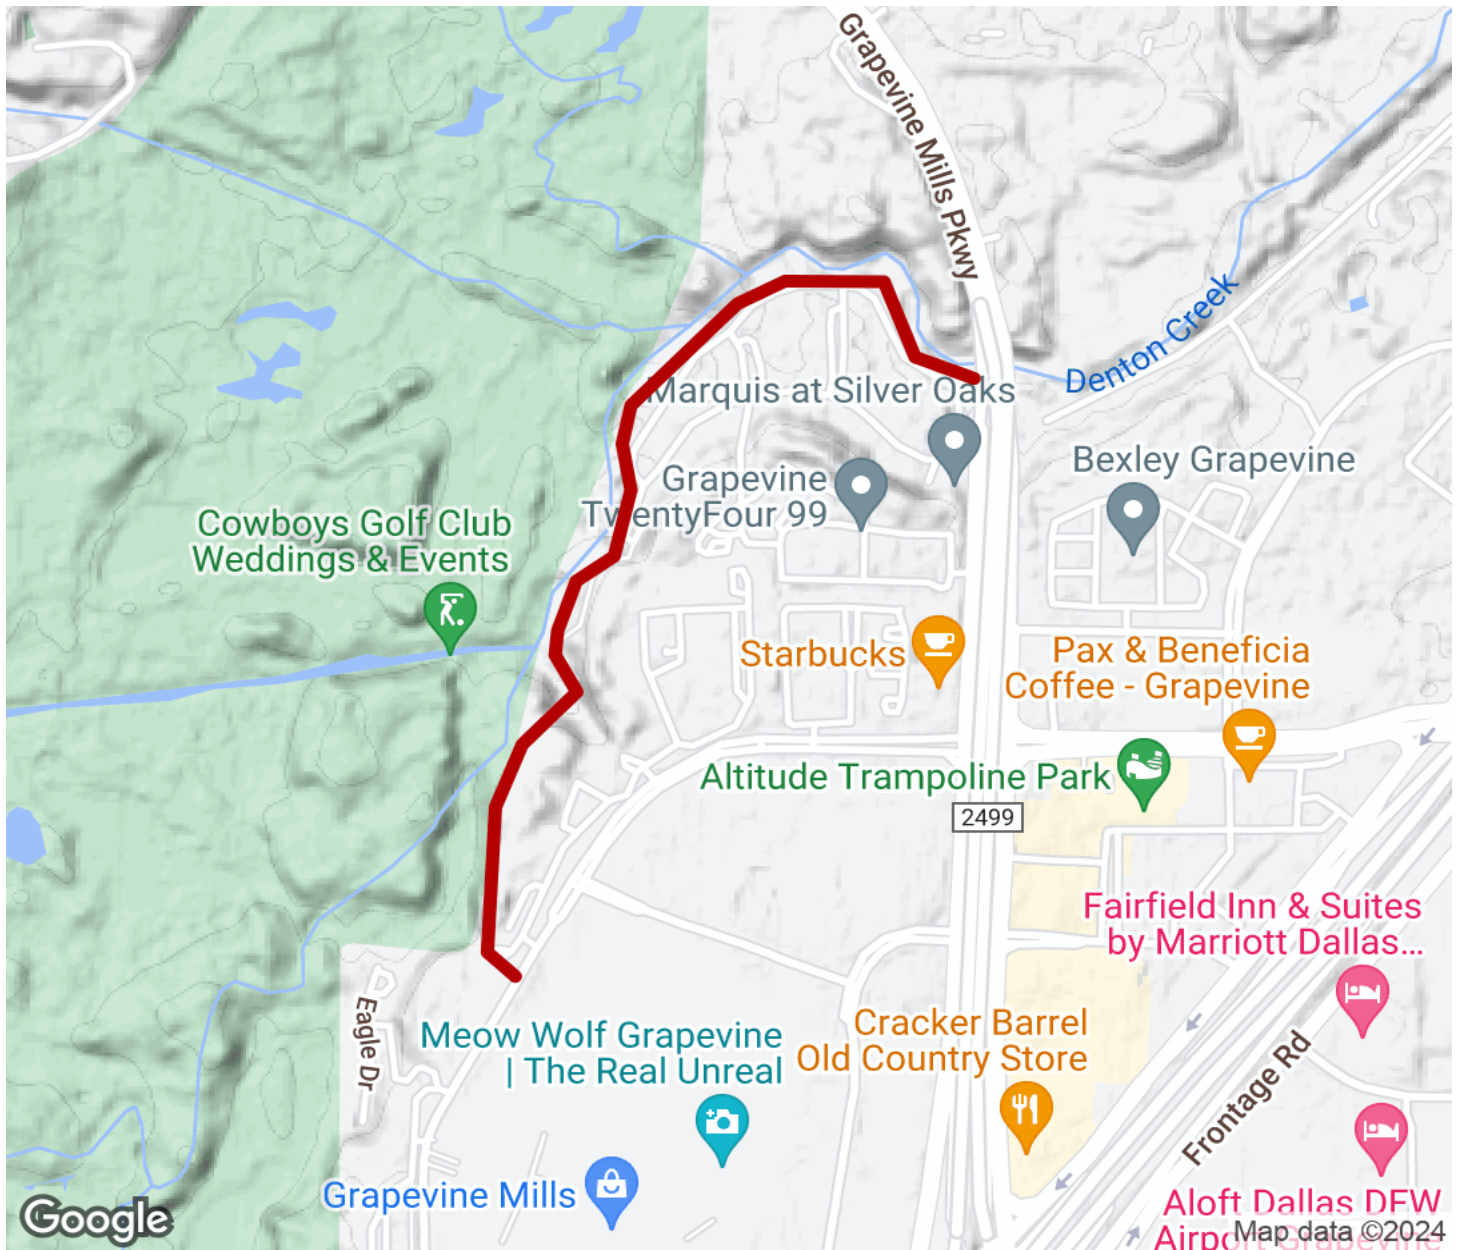 Grapevine Mills Pkwy
Denton Creek
Marquis at Silver Oaks
Grapevine
TwentyFour 99
Bexley Grapevine
Cowboys Golf Club
Weddings & Events
Starbucks
Pax & Beneficia
Coffee - Grapevine
Altitude Trampoline Park
2499
Fairfield Inn & Suites
by Marriott Dallas...
Eagle Dr
Meow Wolf Grapevine
| The Real Unreal
Cracker Barrel
Old Country Store
Frontage Rd
Grapevine Mills
Aloft Dallas DFW
Airport Grapevine
Google
Map data ©2024